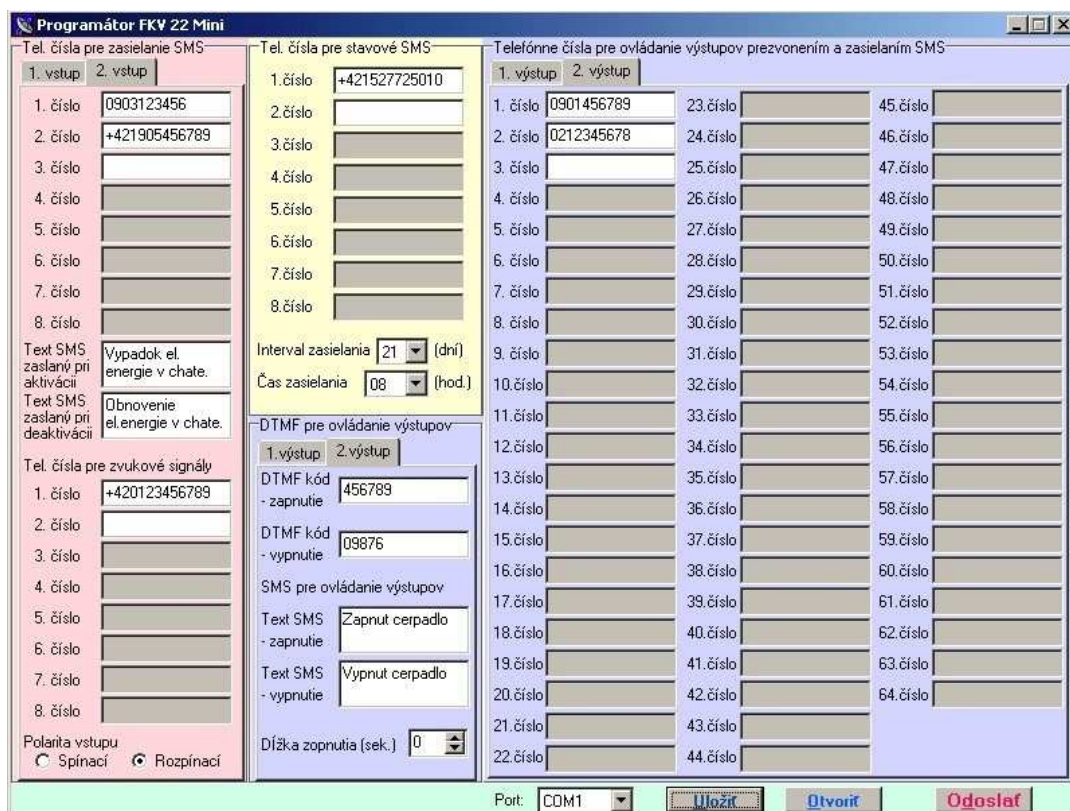 Programátor FKV 22 Mini
Tel. čísla pre zasielanie SMS
1. vstup 2. vstup
1. číslo 0903123456
2. číslo +421905456789
3. číslo
4. číslo
5. číslo
6. číslo
7. číslo
8. číslo
Text SMS
zaslaný pri
aktivácii
Vypadok el.
energie v chate.
Text SMS
zaslaný pri
deaktivácii
Obnovenie
el.energie v chate.
Tel. čísla pre zvukové signály
1. číslo +420123456789
2. číslo
3. číslo
4. číslo
5. číslo
6. číslo
7. číslo
8. číslo
Polarita vstupu
Spínací Rozpínací
Tel. čísla pre stavové SMS
1.číslo +421527725010
2.číslo
3.číslo
4.číslo
5.číslo
6.číslo
7.číslo
8.číslo
Interval zasielania 21 (dní)
Čas zasielania 08 (hod.)
DTMF pre ovládanie výstupov
1.výstup 2.výstup
DTMF kód
- zapnutie
456789
DTMF kód
- vypnutie
09876
SMS pre ovládanie výstupov
Text SMS
- zapnutie
Zapnut cerpadlo
Text SMS
- vypnutie
Vypnut cerpadlo
Dĺžka zopnutia (sek.) 0
Telefónne čísla pre ovládanie výstupov prezvonením a zasielaním SMS
1. výstup 2. výstup
1. číslo 0901456789
2. číslo 0212345678
3. číslo
4. číslo
5. číslo
6. číslo
7. číslo
8. číslo
9. číslo
10.číslo
11.číslo
12.číslo
13.číslo
14.číslo
15.číslo
16.číslo
17.číslo
18.číslo
19.číslo
20.číslo
21.číslo
22.číslo
23.číslo
24.číslo
25.číslo
26.číslo
27.číslo
28.číslo
29.číslo
30.číslo
31.číslo
32.číslo
33.číslo
34.číslo
35.číslo
36.číslo
37.číslo
38.číslo
39.číslo
40.číslo
41.číslo
42.číslo
43.číslo
44.číslo
45.číslo
46.číslo
47.číslo
48.číslo
49.číslo
50.číslo
51.číslo
52.číslo
53.číslo
54.číslo
55.číslo
56.číslo
57.číslo
58.číslo
59.číslo
60.číslo
61.číslo
62.číslo
63.číslo
64.číslo
Port: COM1 Uložiť Otvoriť Odoslať